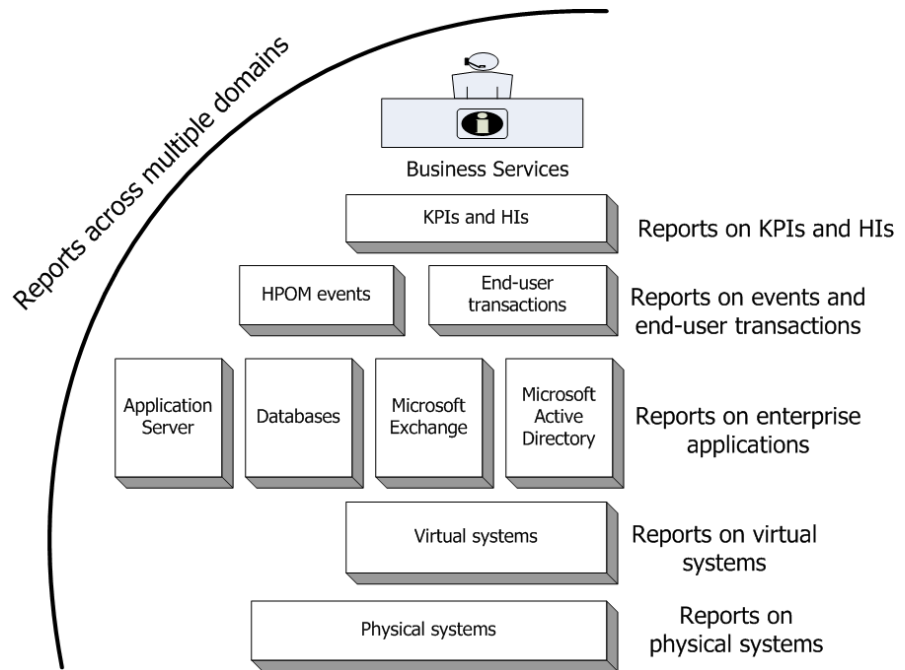 Reports across multiple domains
i
Business Services
KPIs and HIs
Reports on KPIs and HIs
HPOM events
End-user
transactions
Reports on events and
end-user transactions
Application
Server
Databases
Microsoft
Exchange
Microsoft
Active
Directory
Reports on enterprise
applications
Virtual systems
Reports on virtual
systems
Physical systems
Reports on
physical systems